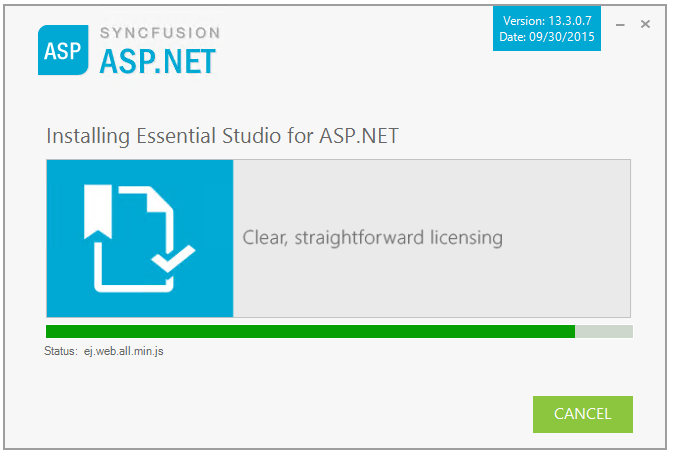 Version: 13.3.0.7
Date: 09/30/2015
ASP
SYNCFUSION
ASP.NET
Installing Essential Studio for ASP.NET
Clear, straightforward licensing
Status: ej.web.all.min.js
CANCEL